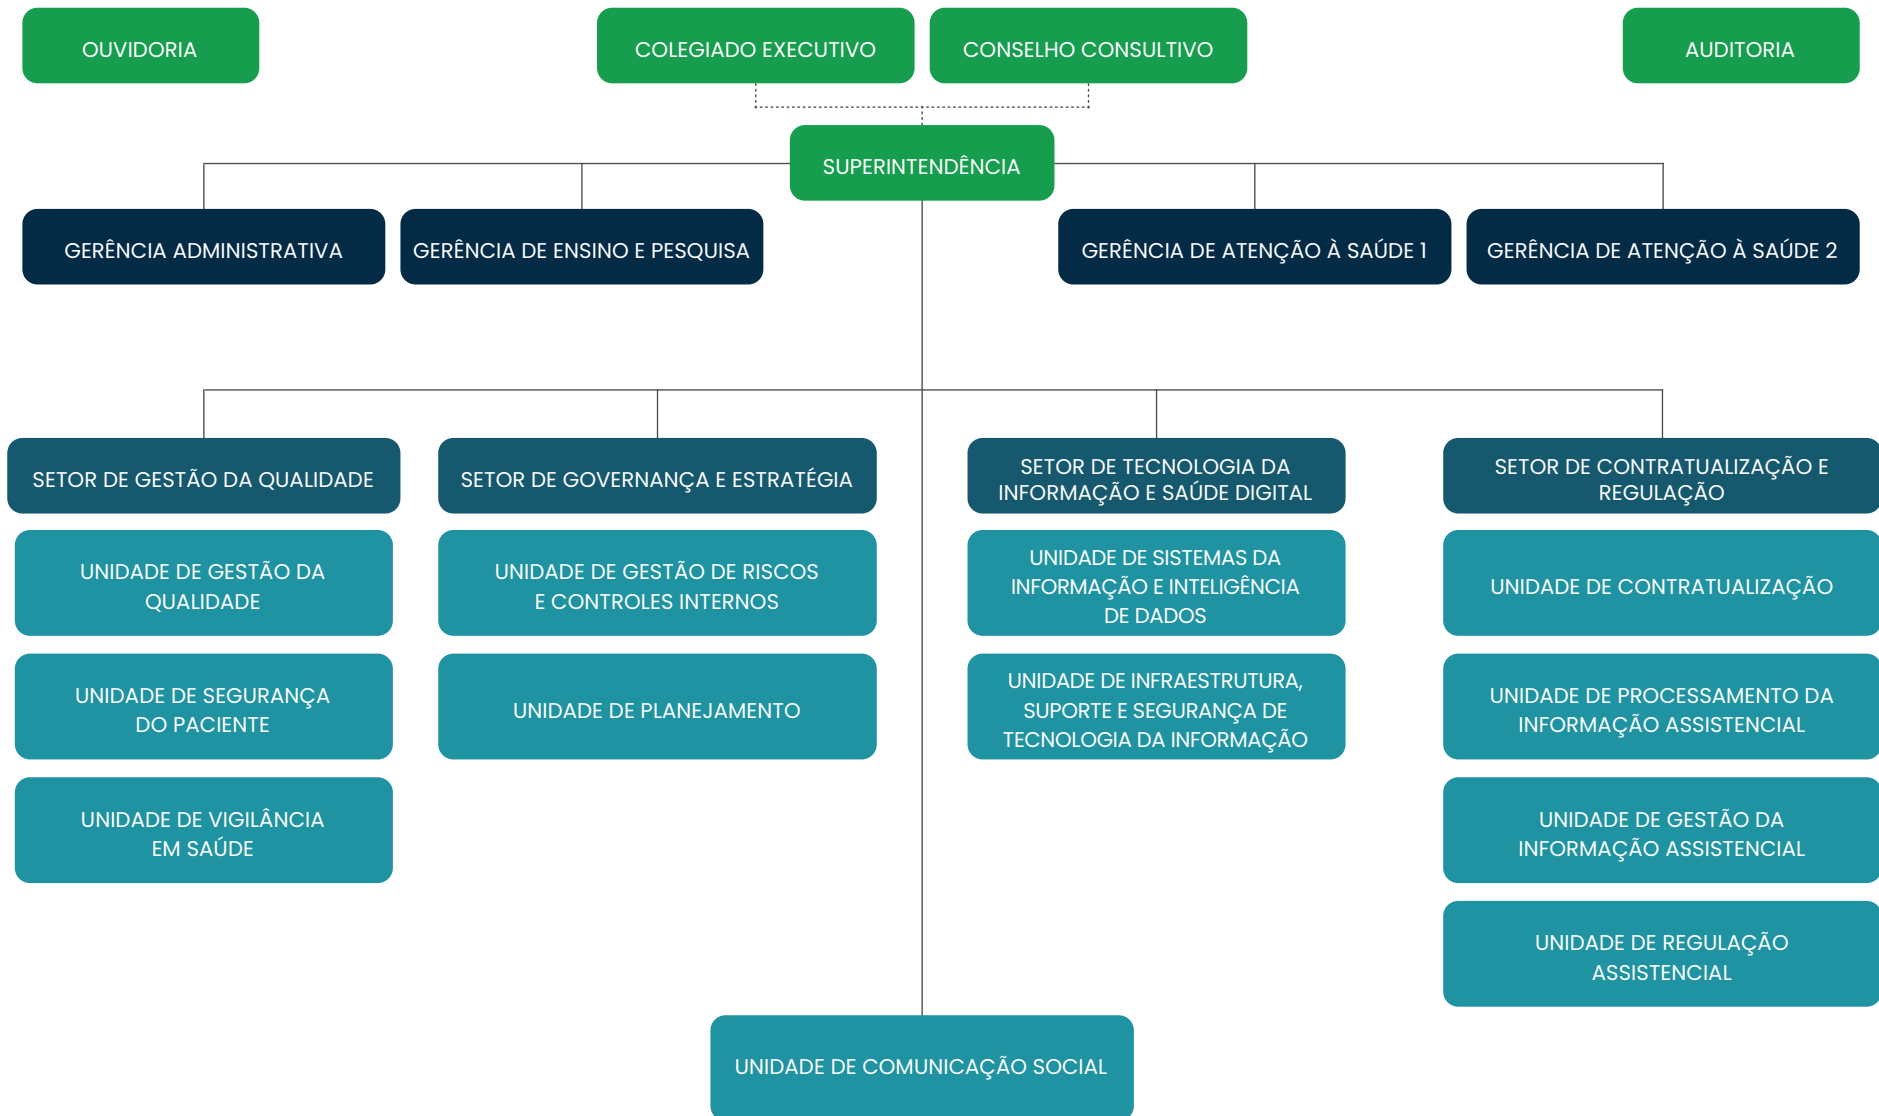 OUVIDORIA
COLEGIADO EXECUTIVO
CONSELHO CONSULTIVO
AUDITORIA
SUPERINTENDÊNCIA
GERÊNCIA ADMINISTRATIVA
GERÊNCIA DE ENSINO E PESQUISA
GERÊNCIA DE ATENÇÃO À SAÚDE 1
GERÊNCIA DE ATENÇÃO À SAÚDE 2
SETOR DE GESTÃO DA QUALIDADE
UNIDADE DE GESTÃO DA
QUALIDADE
UNIDADE DE SEGURANÇA
DO PACIENTE
UNIDADE DE VIGILÂNCIA
EM SAÚDE
SETOR DE GOVERNANÇA E ESTRATÉGIA
UNIDADE DE GESTÃO DE RISCOS
E CONTROLES INTERNOS
UNIDADE DE PLANEJAMENTO
SETOR DE TECNOLOGIA DA
INFORMAÇÃO E SAÚDE DIGITAL
UNIDADE DE SISTEMAS DA
INFORMAÇÃO E INTELIGÊNCIA
DE DADOS
UNIDADE DE INFRAESTRUTURA,
SUPORTE E SEGURANÇA DE
TECNOLOGIA DA INFORMAÇÃO
SETOR DE CONTRATUALIZAÇÃO E
REGULAÇÃO
UNIDADE DE CONTRATUALIZAÇÃO
UNIDADE DE PROCESSAMENTO DA
INFORMAÇÃO ASSISTENCIAL
UNIDADE DE GESTÃO DA
INFORMAÇÃO ASSISTENCIAL
UNIDADE DE REGULAÇÃO
ASSISTENCIAL
UNIDADE DE COMUNICAÇÃO SOCIAL